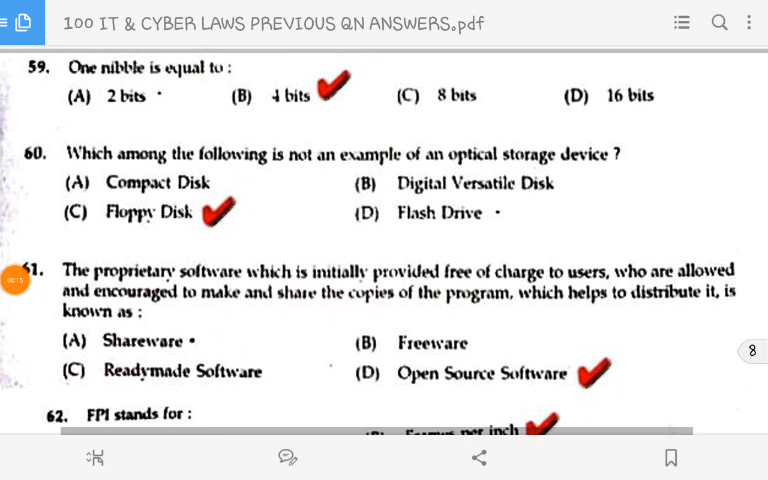 100 IT & CYBER LAWS PREVIOUS QN ANSWERS.pdf
59. One nibble is equal to :
(A) 2 bits (B) 4 bits (C) 8 bits (D) 16 bits
60. Which among the following is not an example of an optical storage device ?
(A) Compact Disk (B) Digital Versatile Disk
(C) Floppy Disk (D) Flash Drive
61. The proprietary software which is initially provided free of charge to users, who are allowed
and encouraged to make and share the copies of the program, which helps to distribute it, is
known as :
(A) Shareware (B) Freeware
8
(C) Readymade Software (D) Open Source Software
62. FPI stands for :
per inch